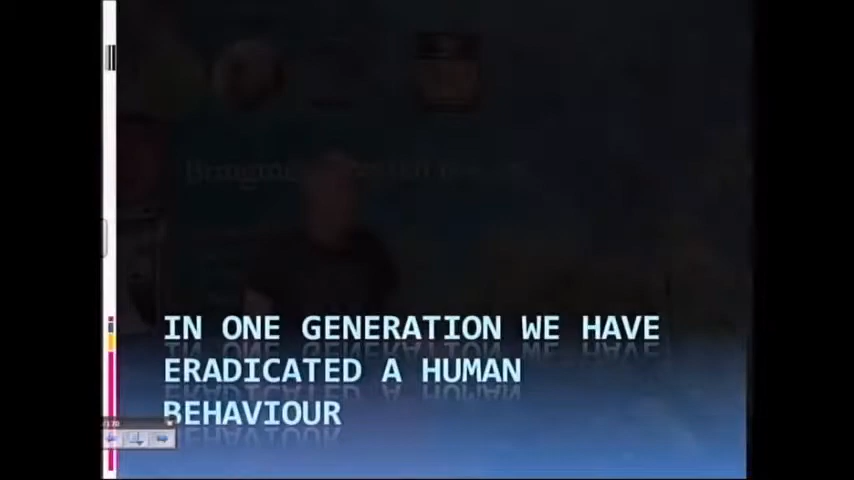 IN ONE GENERATION WE HAVE
ERADICATED A HUMAN
BEHAVIOUR